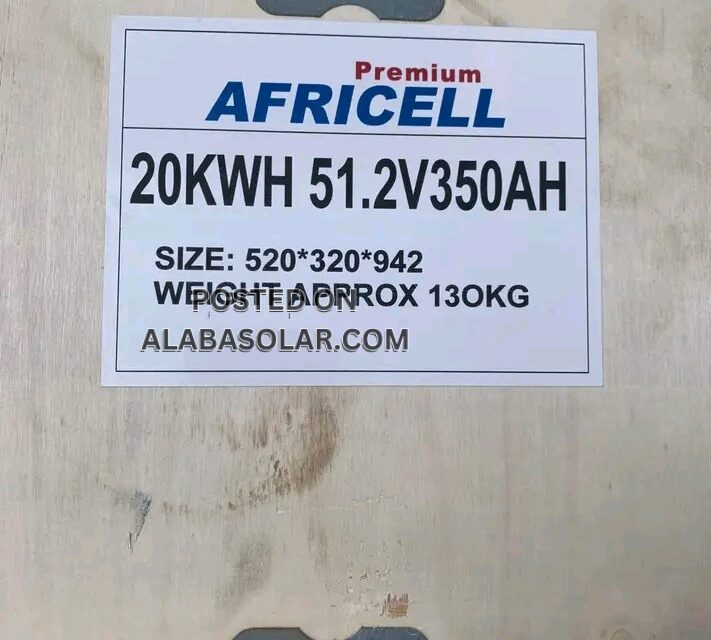 Premium
AFRICELL
20KWH 51.2V350AH
SIZE: 520*320*942
WEIGHT APPROX 13OKG
POSTED ON
ALABASOLAR.COM